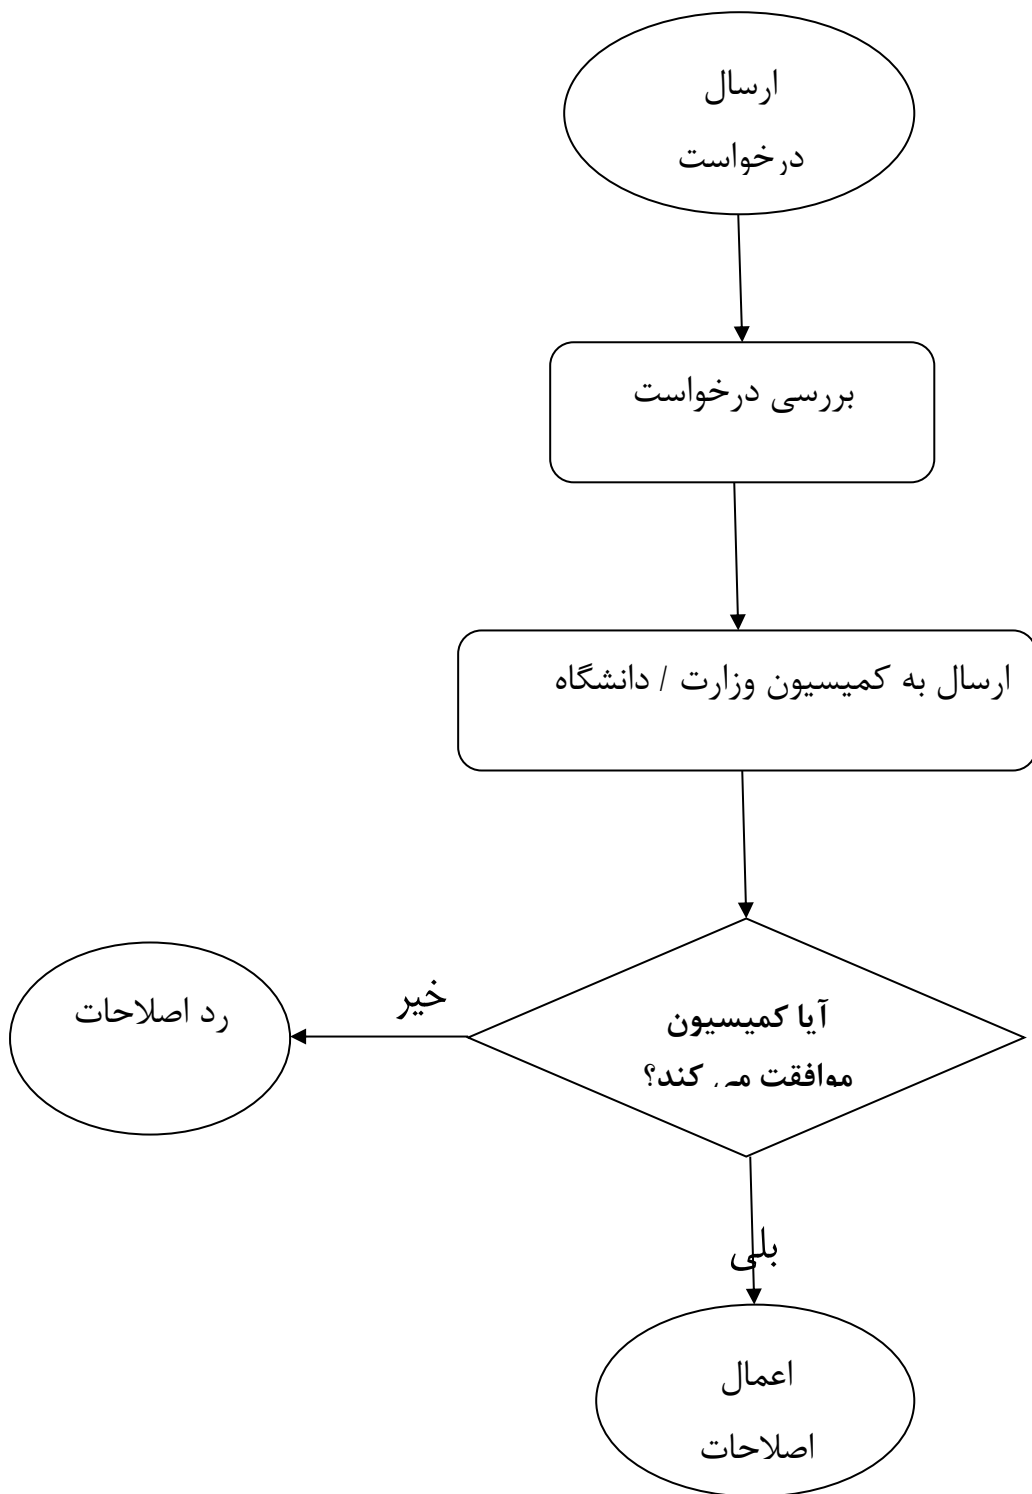 ارسال
درخواست
بررسی درخواست
ارسال به کمیسیون وزارت / دانشگاه
آیا کمیسیون
موافقت می کند؟
خیر
رد اصلاحات
بلی
اعمال
اصلاحات